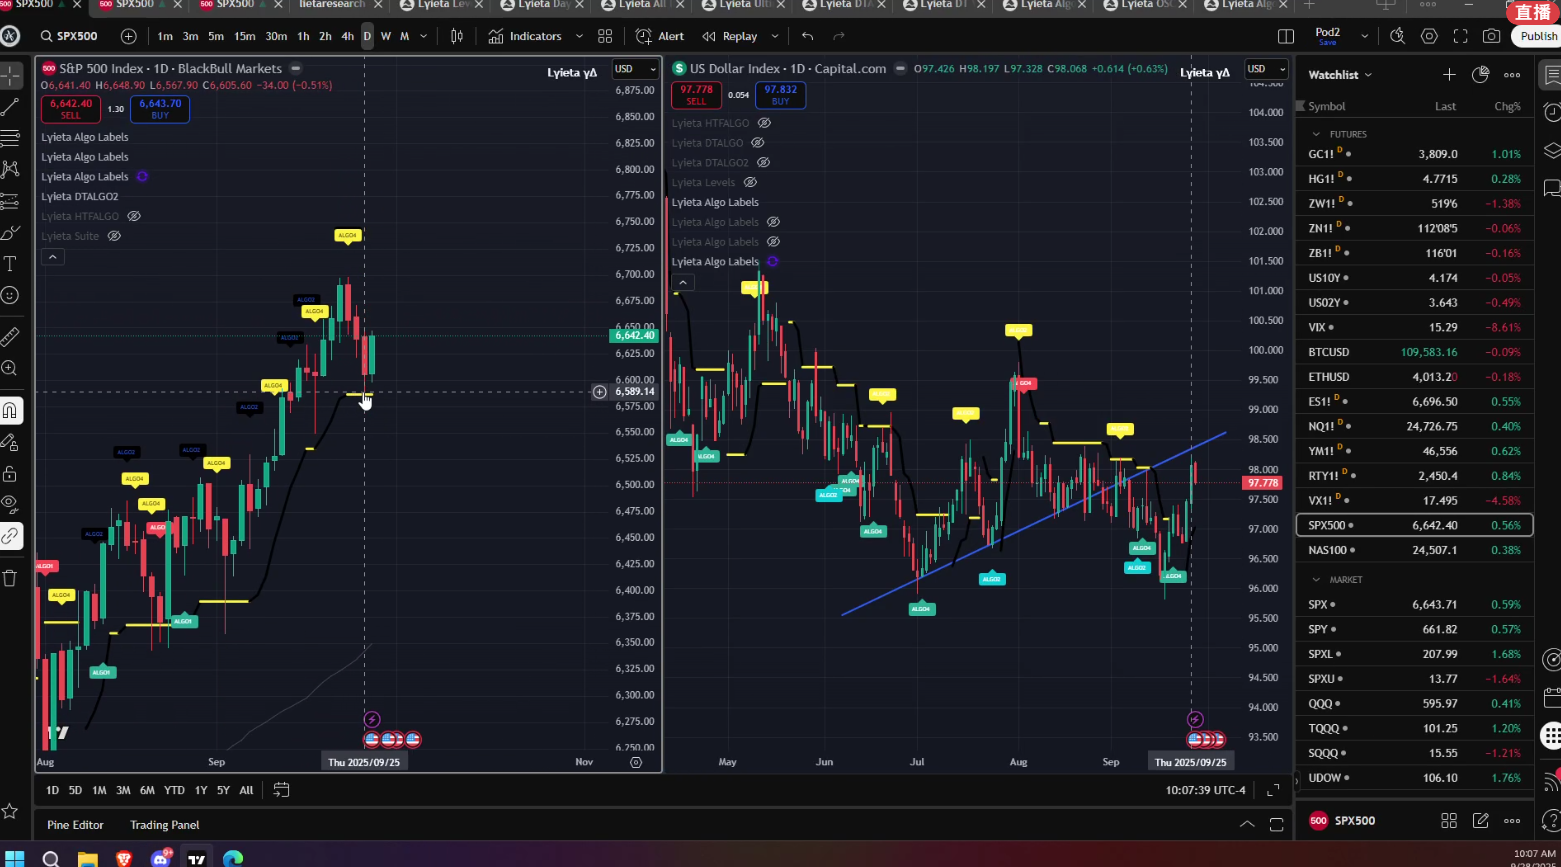 SPX500
SPX500
SPX500
lietaresearch
Lyieta Lev
Lyieta Day
Lyieta All
Lyieta Ulti
Lyieta DTA
Lyieta DT
Lyieta Alg
Lyieta OSC
Lyieta Alg
直播
SPX500
1m 3m 5m 15m 30m 1h 2h 4h D W M
Indicators
Alert
Replay
Pod2
Save
Publish
500 S&P 500 Index · 1D · BlackBull Markets
O6,641.40 H6,648.90 L6,567.90 C6,605.60 −34.00 (−0.51%)
6,642.40
SELL
1.30
6,643.70
BUY
Lyieta γΔ
USD
Lyieta Algo Labels
Lyieta Algo Labels
Lyieta Algo Labels
Lyieta DTALGO2
Lyieta HTFALGO
Lyieta Suite
6,875.00
6,850.00
6,825.00
6,800.00
6,775.00
6,750.00
6,725.00
6,700.00
6,675.00
6,642.40
6,625.00
6,600.00
6,589.14
6,575.00
6,550.00
6,525.00
6,500.00
6,475.00
6,450.00
6,425.00
6,400.00
6,375.00
6,350.00
6,325.00
6,300.00
6,275.00
6,250.00
ALGO4
ALGO2
ALGO4
ALGO2
ALGO4
ALGO2
ALGO2
ALGO2
ALGO4
ALGO4
ALGO4
ALGO2
ALGO1
ALGO4
ALGO1
ALGO1
Aug Sep Thu 2025/09/25 Nov
$ US Dollar Index · 1D · Capital.com
O97.426 H98.197 L97.328 C98.068 +0.614 (+0.63%)
97.778
SELL
0.054
97.832
BUY
Lyieta γΔ
USD
Lyieta HTFALGO
Lyieta DTALGO
Lyieta DTALGO2
Lyieta Levels
Lyieta Algo Labels
Lyieta Algo Labels
Lyieta Algo Labels
Lyieta Algo Labels
104.000
103.500
103.000
102.500
102.000
101.500
101.000
100.500
100.000
99.500
99.000
98.500
98.000
97.778
97.500
97.000
96.500
96.000
95.500
95.000
94.500
94.000
93.500
May Jun Jul Aug Sep Thu 2025/09/25
1D 5D 1M 3M 6M YTD 1Y 5Y All
10:07:39 UTC-4
Pine Editor
Trading Panel
Watchlist
Symbol Last Chg%
FUTURES
GC1! D 3,809.0 1.01%
HG1! D 4.7715 0.28%
ZW1! D 519'6 −1.38%
ZN1! D 112'08'5 −0.06%
ZB1! D 116'01 −0.16%
US10Y 4.174 −0.05%
US02Y 3.643 −0.49%
VIX 15.29 −8.61%
BTCUSD 109,583.16 −0.09%
ETHUSD 4,013.20 −0.18%
ES1! D 6,696.50 0.55%
NQ1! D 24,726.75 0.40%
YM1! D 46,556 0.62%
RTY1! D 2,450.4 0.84%
VX1! D 17.495 −4.58%
SPX500 6,642.40 0.56%
NAS100 24,507.1 0.38%
MARKET
SPX 6,643.71 0.59%
SPY 661.82 0.57%
SPXL 207.99 1.68%
SPXU 13.77 −1.64%
QQQ 595.97 0.41%
TQQQ 101.25 1.20%
SQQQ 15.55 −1.21%
UDOW 106.10 1.76%
500 SPX500
10:07 AM